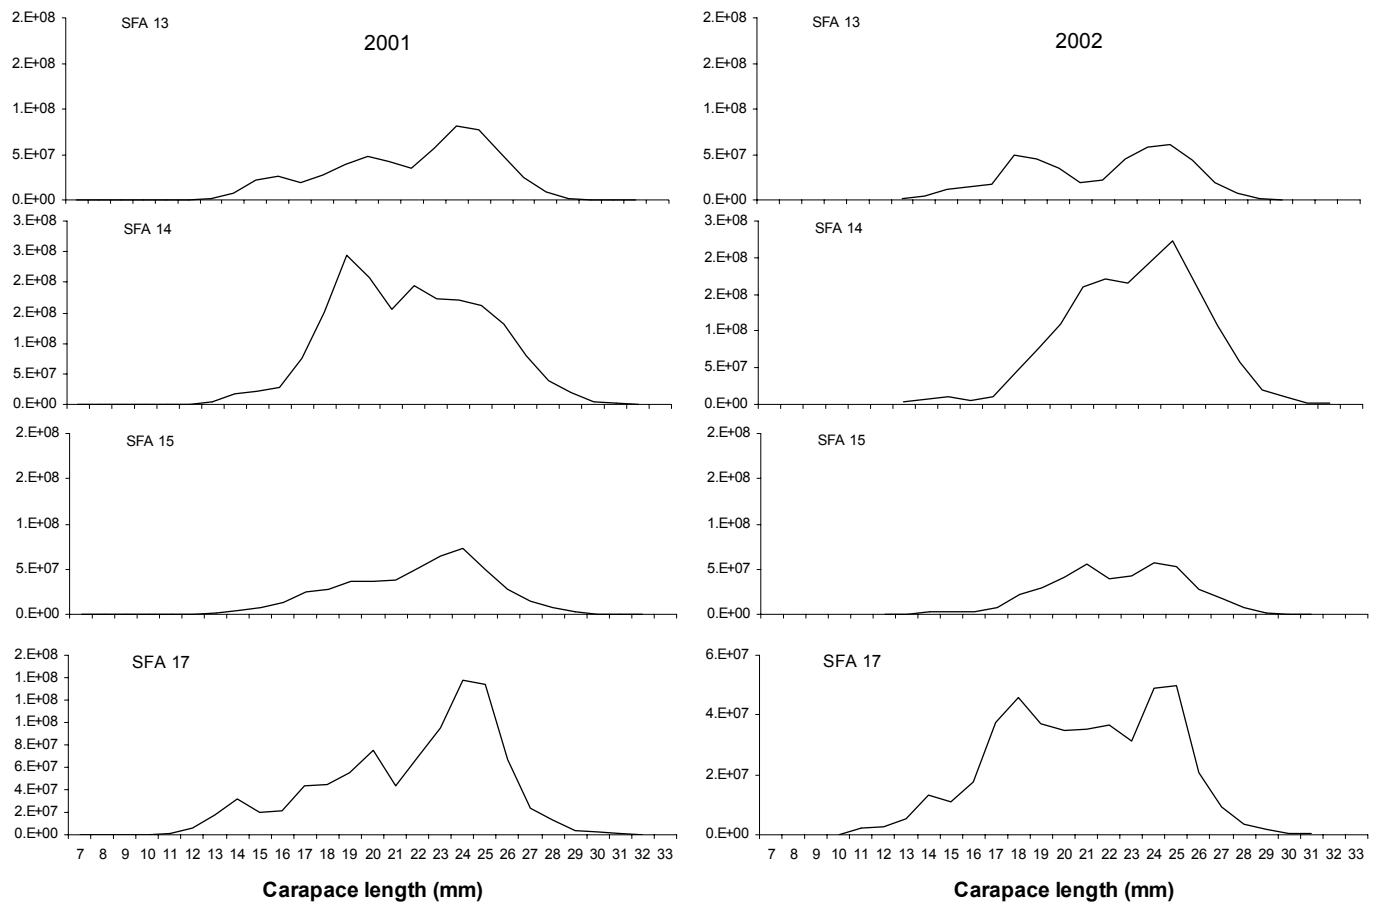 2001
SFA 13
2.E+08
2.E+08
1.E+08
5.E+07
0.E+00
SFA 14
3.E+08
3.E+08
2.E+08
2.E+08
1.E+08
5.E+07
0.E+00
SFA 15
2.E+08
2.E+08
1.E+08
5.E+07
0.E+00
SFA 17
2.E+08
1.E+08
1.E+08
8.E+07
6.E+07
4.E+07
2.E+07
0.E+00
7 8 9 10 11 12 13 14 15 16 17 18 19 20 21 22 23 24 25 26 27 28 29 30 31 32 33
Carapace length (mm)
2002
SFA 13
2.E+08
2.E+08
1.E+08
5.E+07
0.E+00
SFA 14
3.E+08
2.E+08
2.E+08
1.E+08
5.E+07
0.E+00
SFA 15
2.E+08
2.E+08
1.E+08
5.E+07
0.E+00
SFA 17
6.E+07
4.E+07
2.E+07
0.E+00
7 8 9 10 11 12 13 14 15 16 17 18 19 20 21 22 23 24 25 26 27 28 29 30 31 32 33
Carapace length (mm)